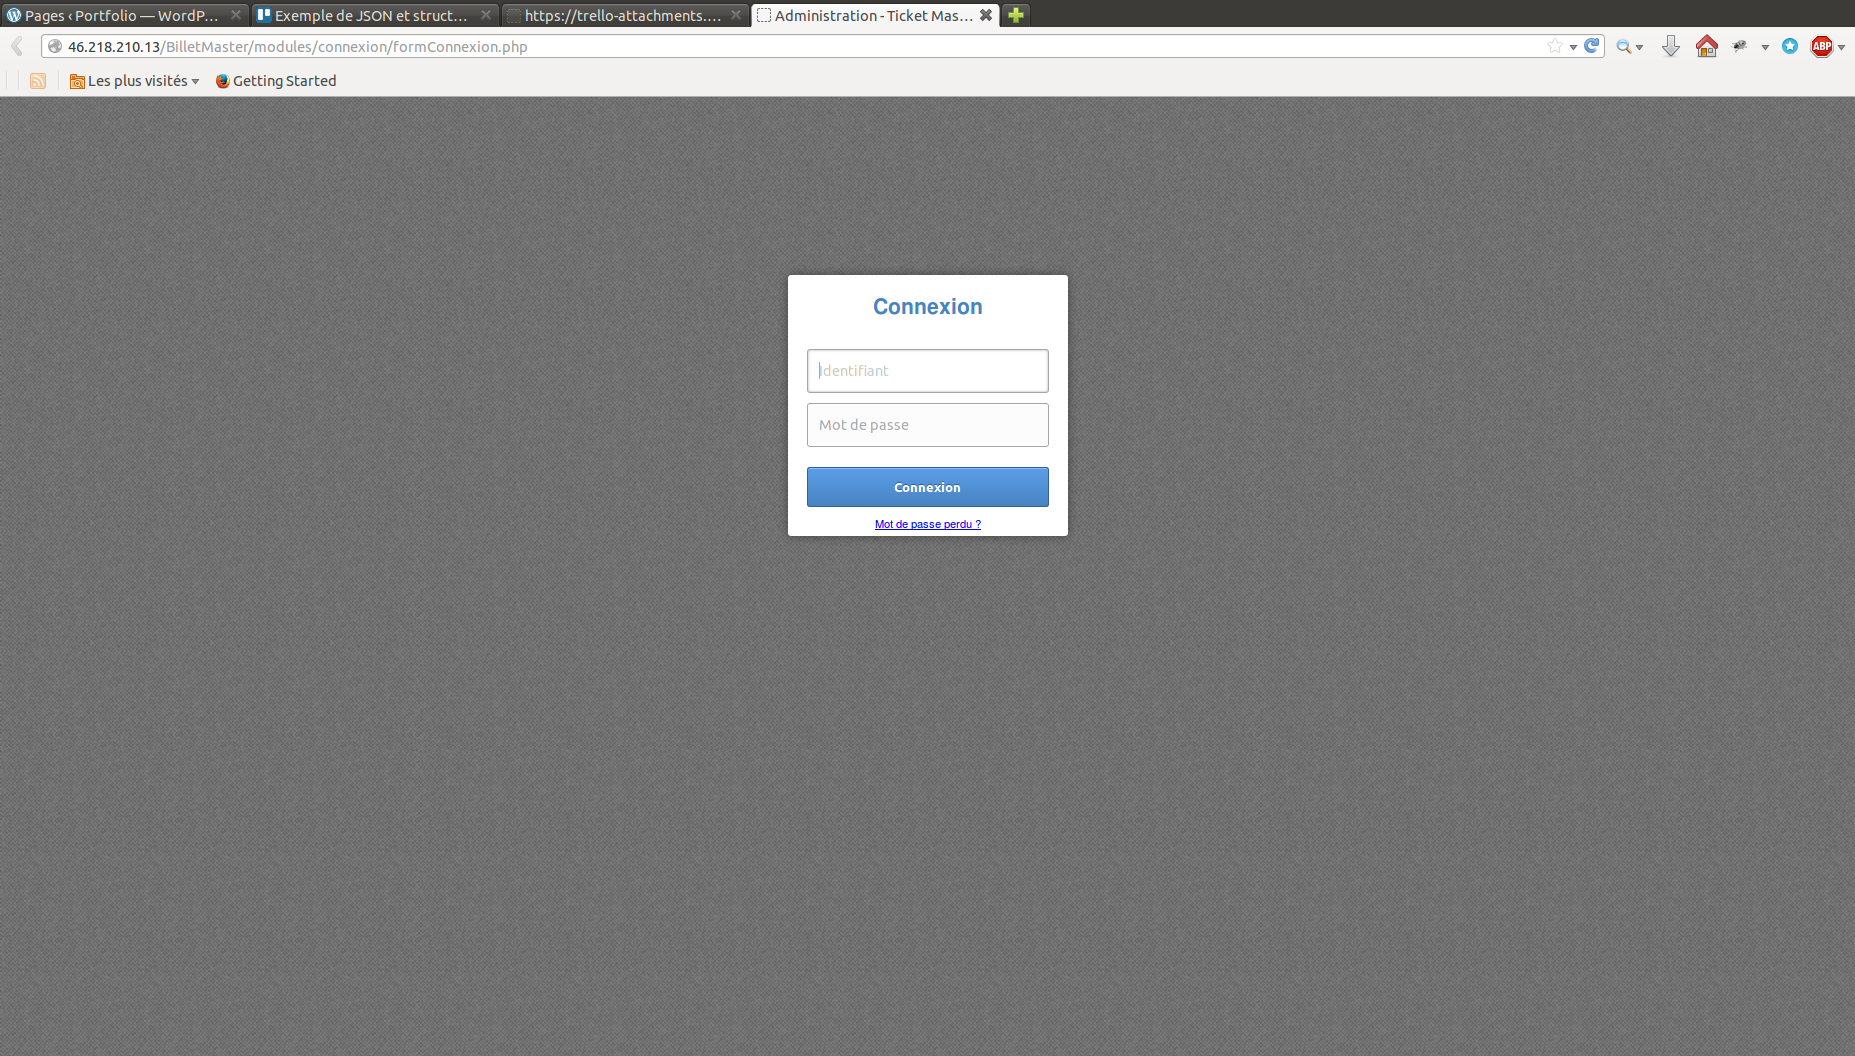 Pages ‹ Portfolio — WordP...
Exemple de JSON et struct...
https://trello-attachments....
Administration - Ticket Mas...
46.218.210.13/BilletMaster/modules/connexion/formConnexion.php
ABP
Les plus visités
Getting Started
Connexion
Identifiant
Mot de passe
Connexion
Mot de passe perdu ?